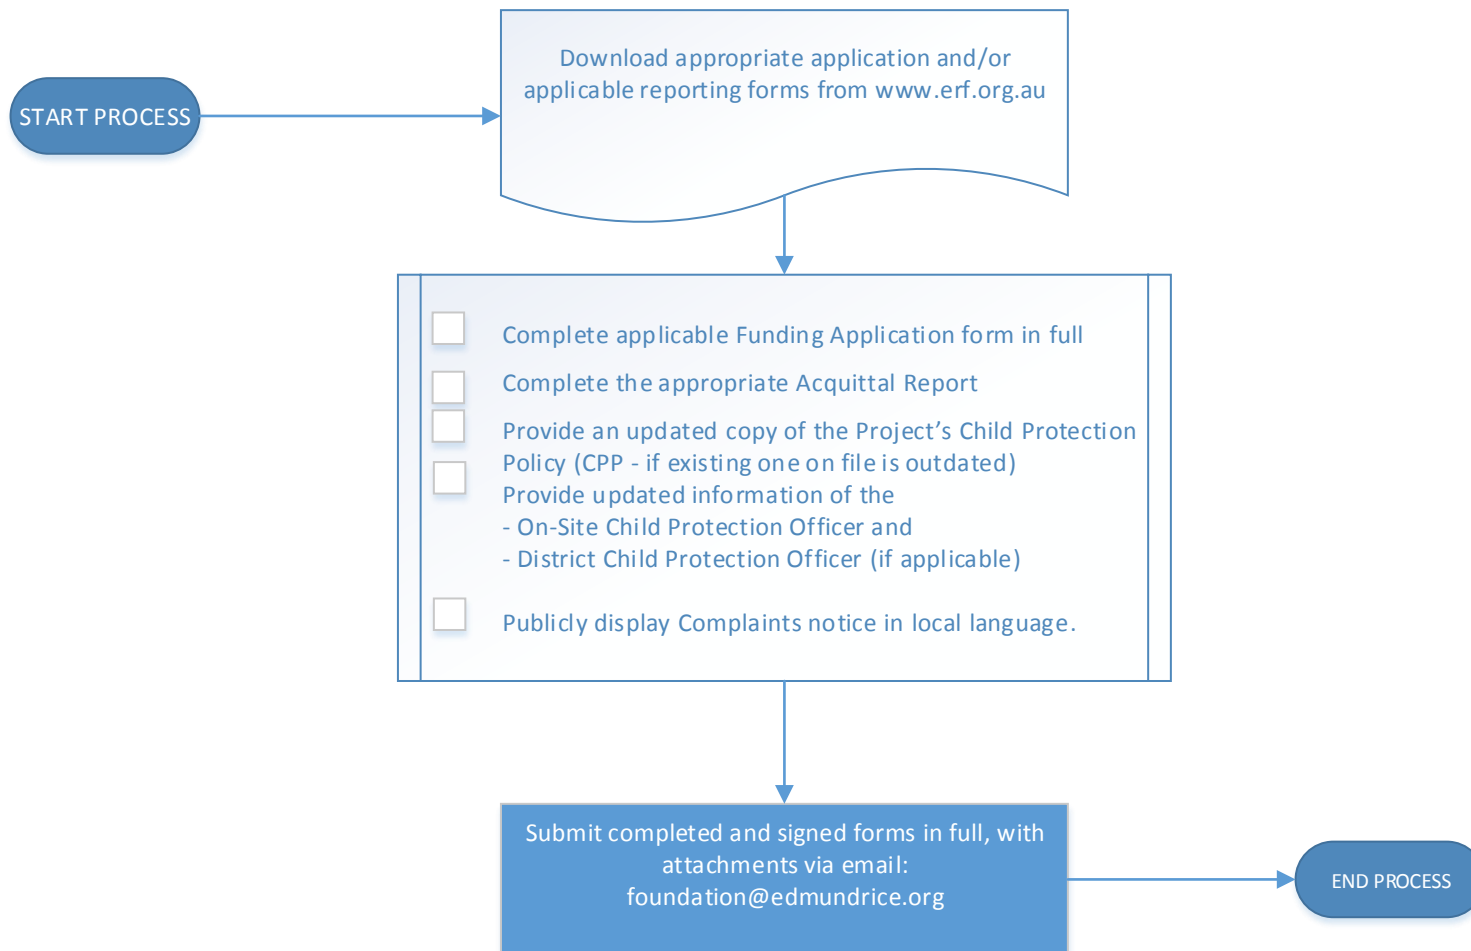 START PROCESS
Download appropriate application and/or
applicable reporting forms from www.erf.org.au
Complete applicable Funding Application form in full
Complete the appropriate Acquittal Report
Provide an updated copy of the Project’s Child Protection
Policy (CPP - if existing one on file is outdated)
Provide updated information of the
- On-Site Child Protection Officer and
- District Child Protection Officer (if applicable)
Publicly display Complaints notice in local language.
Submit completed and signed forms in full, with
attachments via email:
foundation@edmundrice.org
END PROCESS